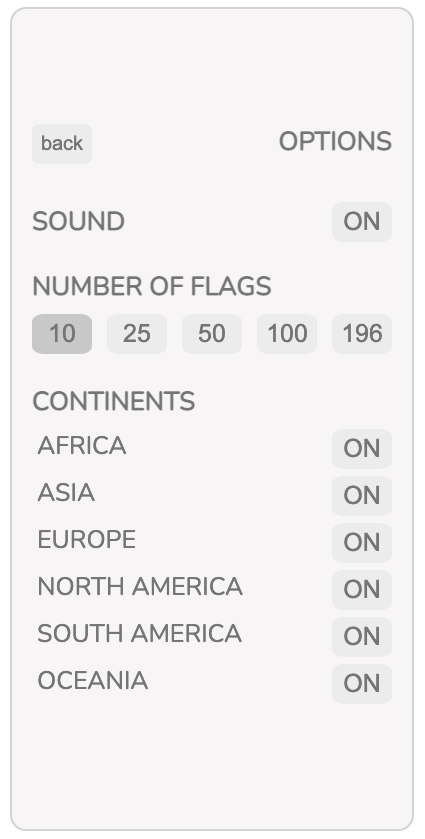 back OPTIONS
SOUND ON
NUMBER OF FLAGS
10 25 50 100 196
CONTINENTS
AFRICA ON
ASIA ON
EUROPE ON
NORTH AMERICA ON
SOUTH AMERICA ON
OCEANIA ON